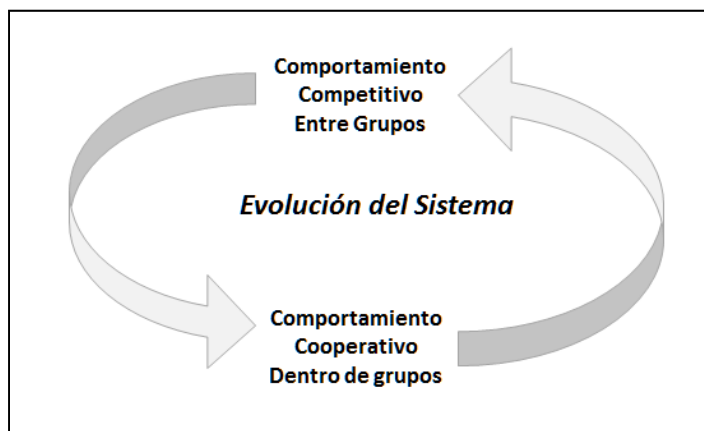 Comportamiento
Competitivo
Entre Grupos
Evolución del Sistema
Comportamiento
Cooperativo
Dentro de grupos